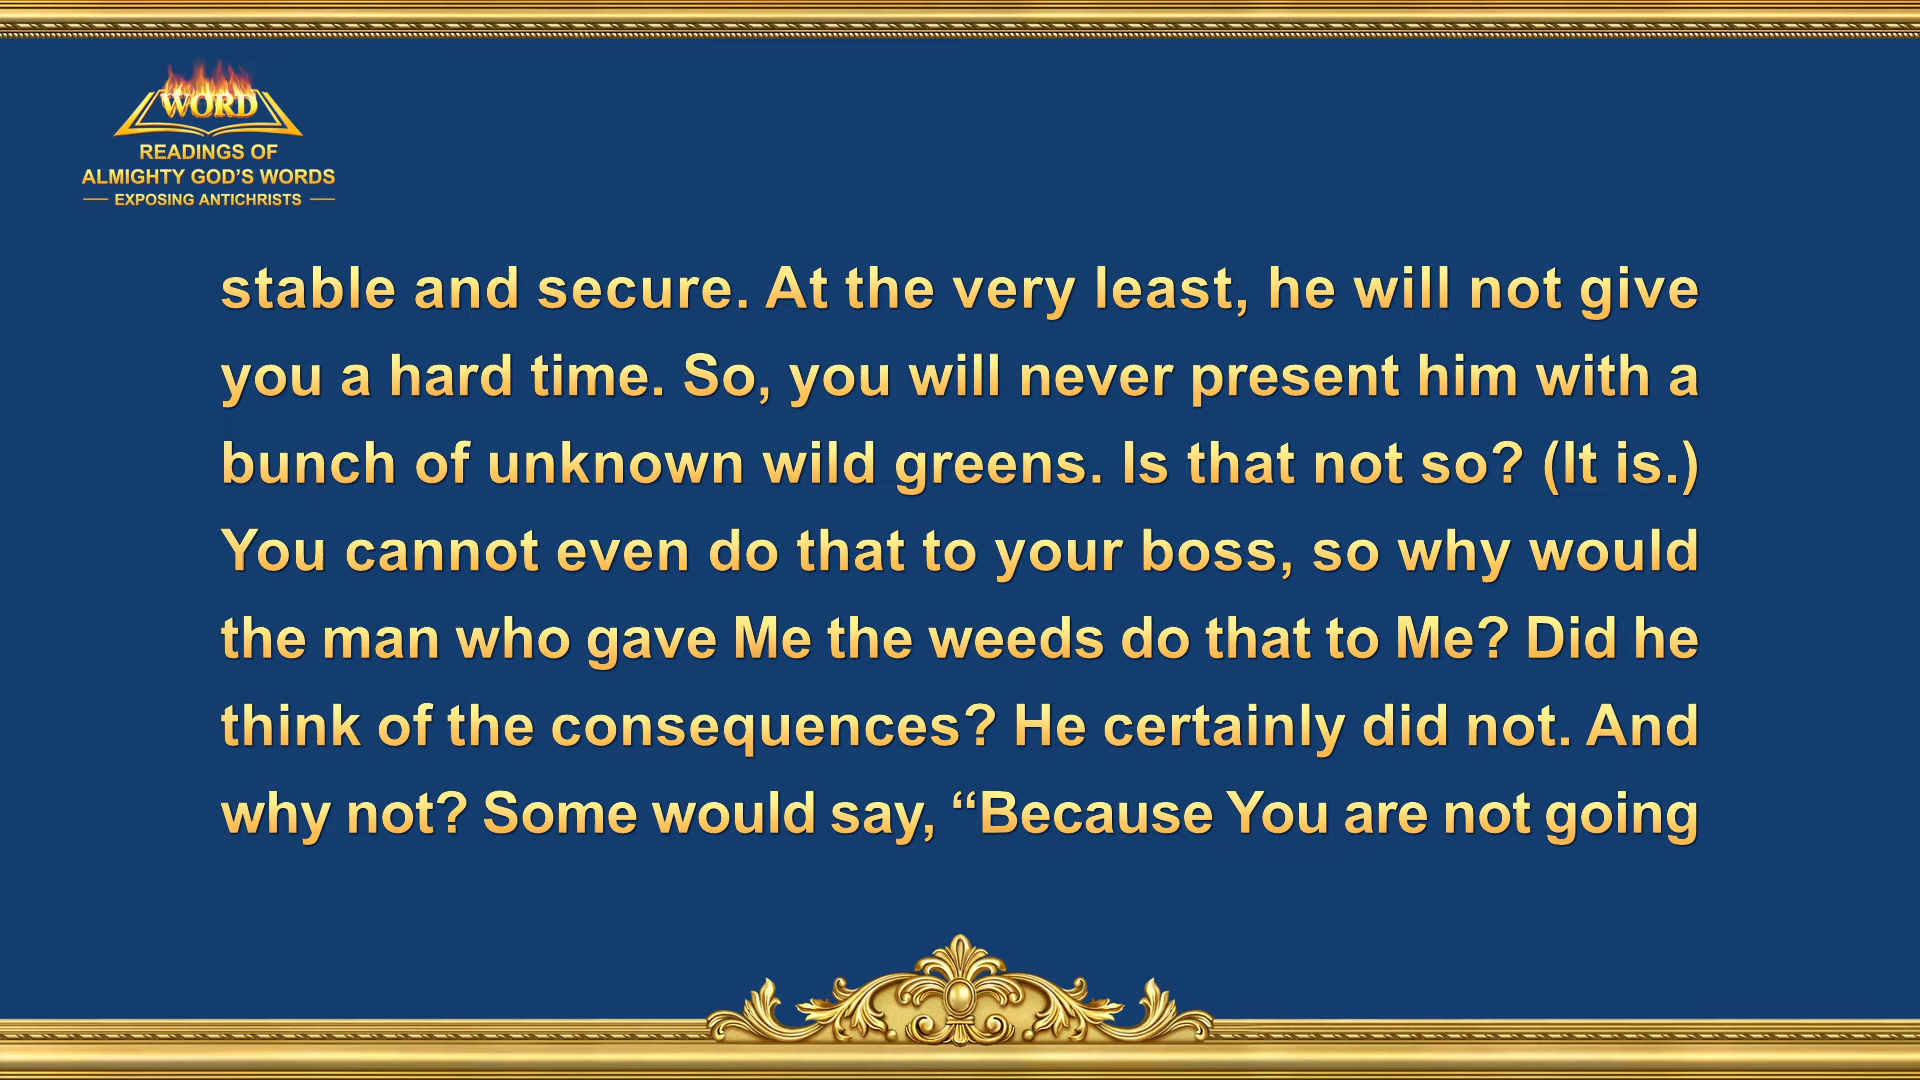 WORD
READINGS OF
ALMIGHTY GOD’S WORDS
EXPOSING ANTICHRISTS
stable and secure. At the very least, he will not give
you a hard time. So, you will never present him with a
bunch of unknown wild greens. Is that not so? (It is.)
You cannot even do that to your boss, so why would
the man who gave Me the weeds do that to Me? Did he
think of the consequences? He certainly did not. And
why not? Some would say, “Because You are not going